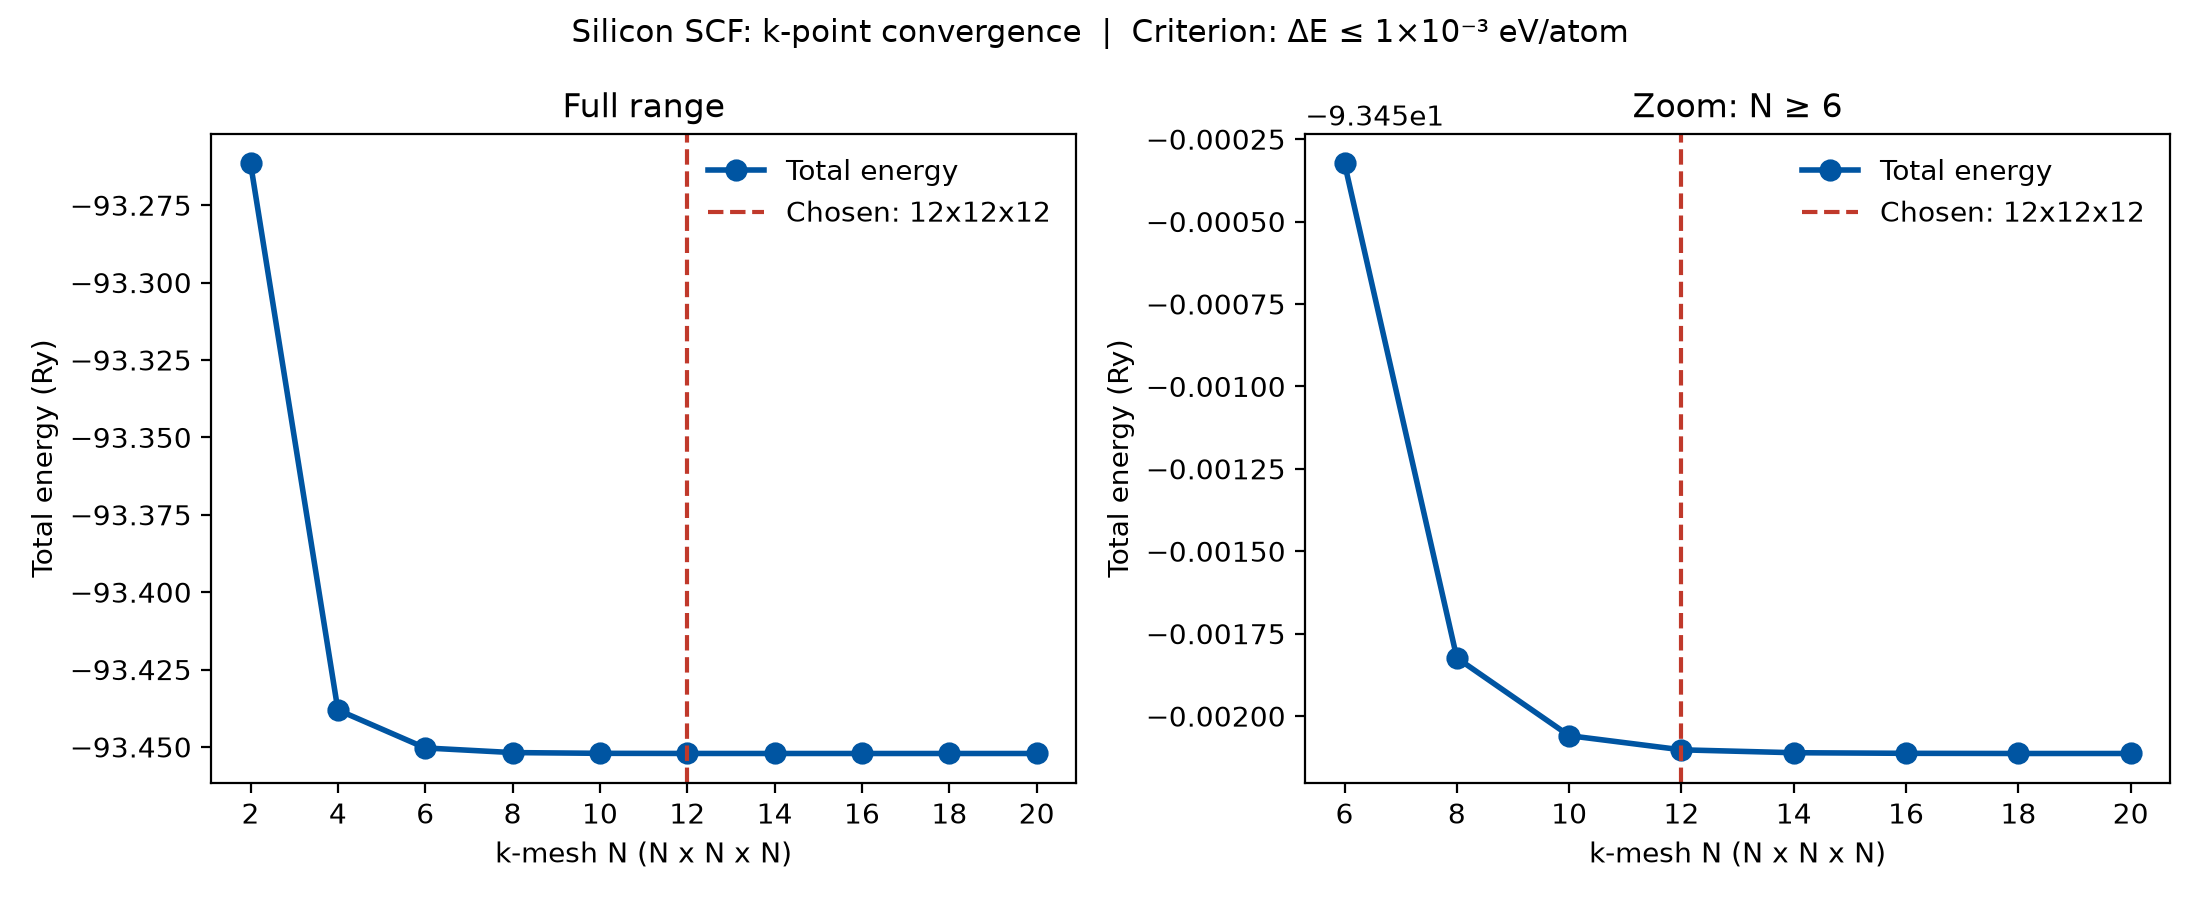 Silicon SCF: k-point convergence | Criterion: ΔE ≤ 1×10⁻³ eV/atom
Full range
Total energy (Ry)
−93.275
−93.300
−93.325
−93.350
−93.375
−93.400
−93.425
−93.450
Total energy
Chosen: 12x12x12
2 4 6 8 10 12 14 16 18 20
k-mesh N (N x N x N)
Zoom: N ≥ 6
−9.345e1
Total energy (Ry)
−0.00025
−0.00050
−0.00075
−0.00100
−0.00125
−0.00150
−0.00175
−0.00200
Total energy
Chosen: 12x12x12
6 8 10 12 14 16 18 20
k-mesh N (N x N x N)